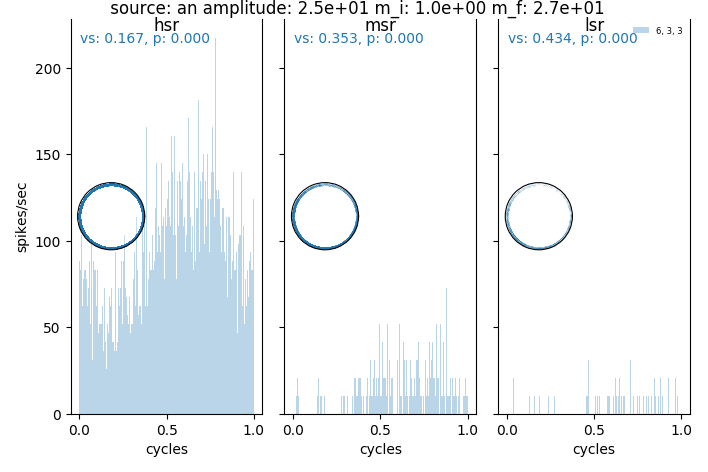 source: an amplitude: 2.5e+01 m_i: 1.0e+00 m_f: 2.7e+01
hsr
msr
lsr
vs: 0.167, p: 0.000
vs: 0.353, p: 0.000
vs: 0.434, p: 0.000
6, 3, 3
200
150
100
50
0
spikes/sec
0.0 0.5 1.0
0.0 0.5 1.0
0.0 0.5 1.0
cycles
cycles
cycles